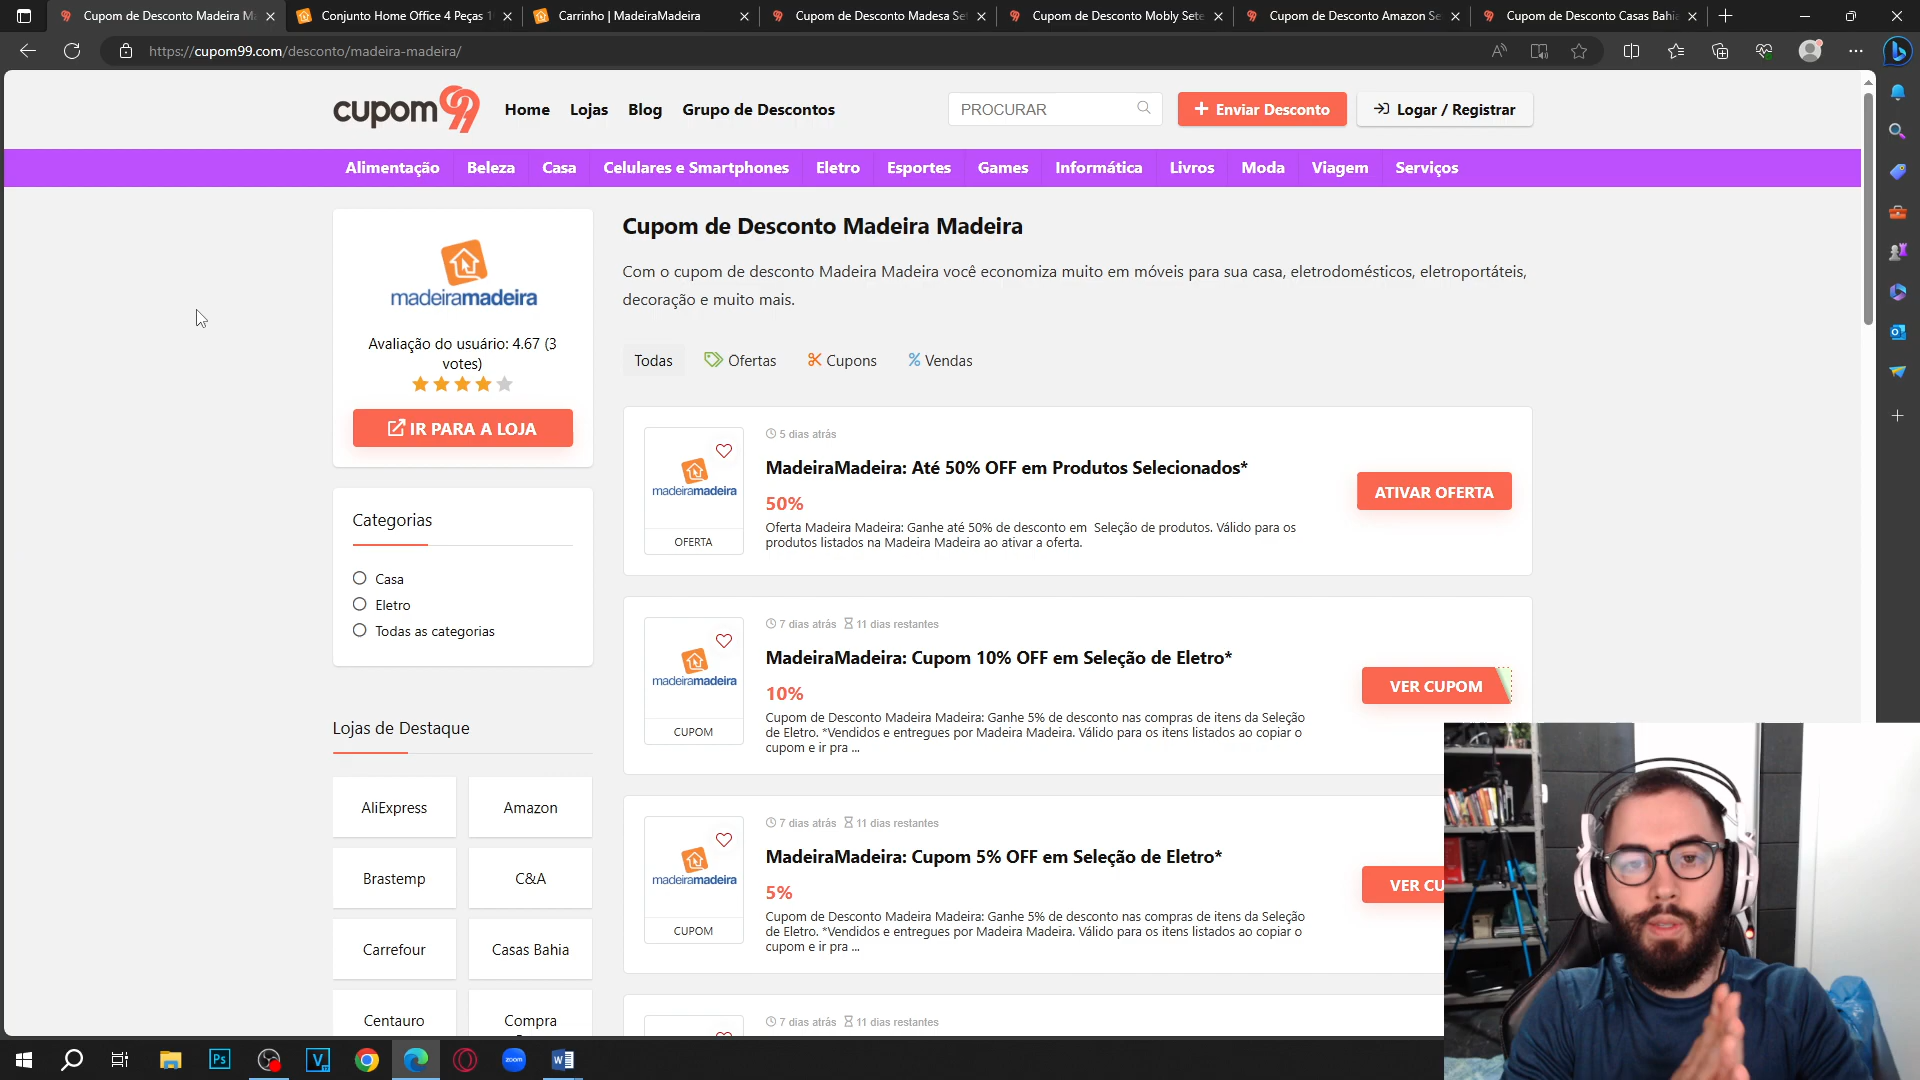 Cupom de Desconto Madeira M
Conjunto Home Office 4 Peças
Carrinho | MadeiraMadeira
Cupom de Desconto Madesa Set
Cupom de Desconto Mobly Sete
Cupom de Desconto Amazon Se
Cupom de Desconto Casas Bahi
https://cupom99.com/desconto/madeira-madeira/
cupom99
Home
Lojas
Blog
Grupo de Descontos
PROCURAR
Enviar Desconto
Logar / Registrar
Alimentação
Beleza
Casa
Celulares e Smartphones
Eletro
Esportes
Games
Informática
Livros
Moda
Viagem
Serviços
madeiramadeira
Avaliação do usuário: 4.67 (3
votes)
IR PARA A LOJA
Categorias
Casa
Eletro
Todas as categorias
Lojas de Destaque
AliExpress
Amazon
Brastemp
C&A
Carrefour
Casas Bahia
Centauro
Compra
Cupom de Desconto Madeira Madeira
Com o cupom de desconto Madeira Madeira você economiza muito em móveis para sua casa, eletrodomésticos, eletroportáteis,
decoração e muito mais.
Todas
Ofertas
Cupons
% Vendas
madeiramadeira
OFERTA
5 dias atrás
MadeiraMadeira: Até 50% OFF em Produtos Selecionados*
50%
Oferta Madeira Madeira: Ganhe até 50% de desconto em Seleção de produtos. Válido para os
produtos listados na Madeira Madeira ao ativar a oferta.
ATIVAR OFERTA
madeiramadeira
CUPOM
7 dias atrás
11 dias restantes
MadeiraMadeira: Cupom 10% OFF em Seleção de Eletro*
10%
Cupom de Desconto Madeira Madeira: Ganhe 5% de desconto nas compras de itens da Seleção
de Eletro. *Vendidos e entregues por Madeira Madeira. Válido para os itens listados ao copiar o
cupom e ir pra ...
VER CUPOM
madeiramadeira
CUPOM
7 dias atrás
11 dias restantes
MadeiraMadeira: Cupom 5% OFF em Seleção de Eletro*
5%
Cupom de Desconto Madeira Madeira: Ganhe 5% de desconto nas compras de itens da Seleção
de Eletro. *Vendidos e entregues por Madeira Madeira. Válido para os itens listados ao copiar o
cupom e ir pra ...
VER CU
7 dias atrás
11 dias restantes
Ps
V
zoom
W